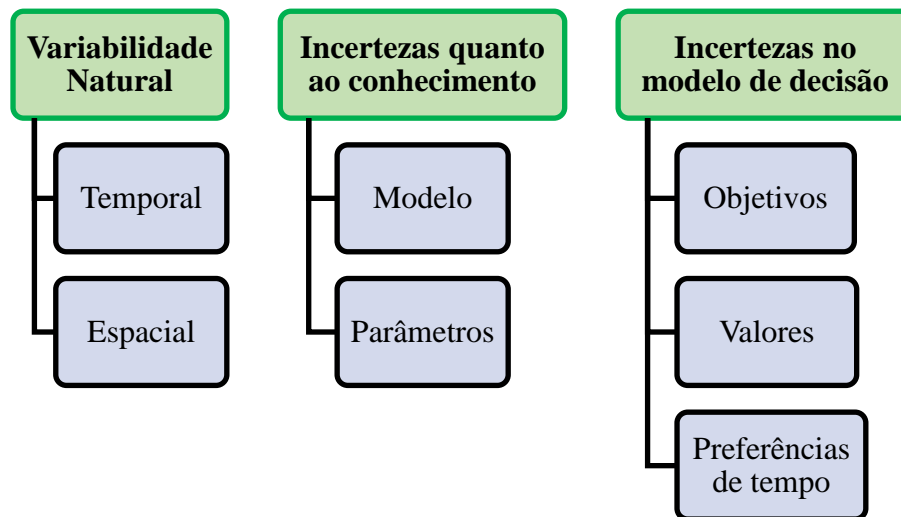 Variabilidade
Natural
Temporal
Espacial
Incertezas quanto
ao conhecimento
Modelo
Parâmetros
Incertezas no
modelo de decisão
Objetivos
Valores
Preferências
de tempo